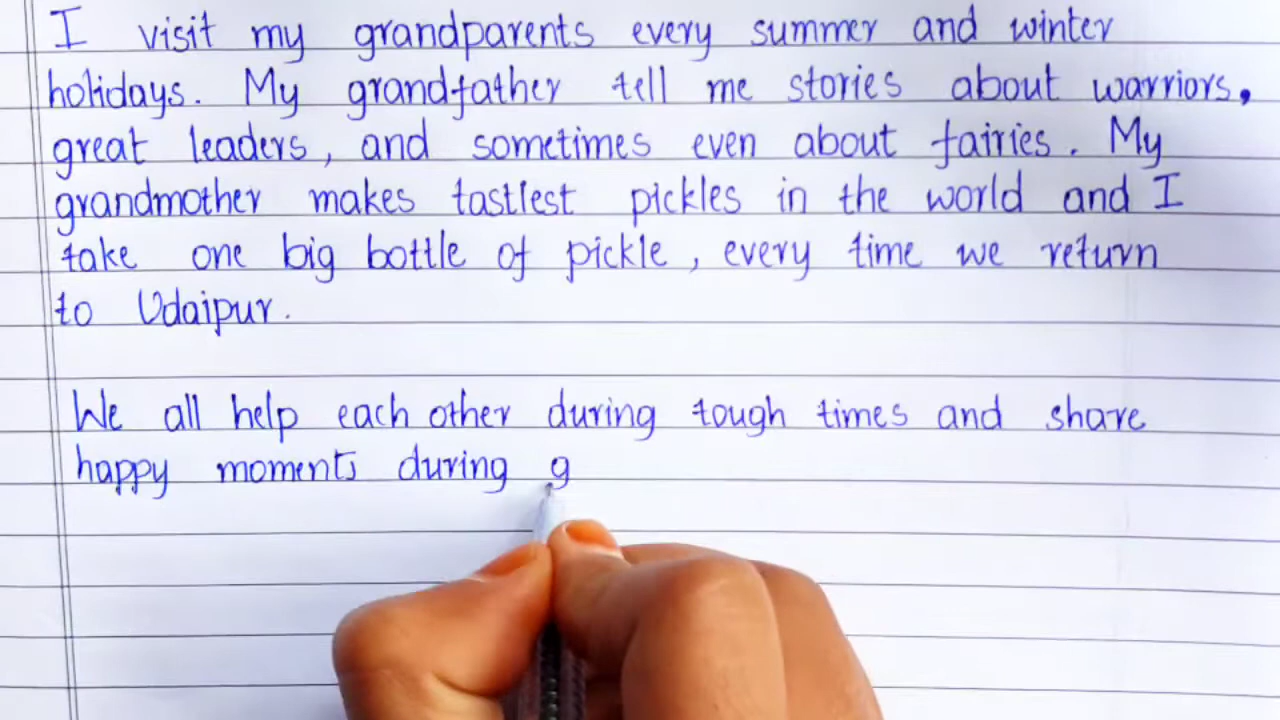 I visit my grandparents every summer and winter
holidays. My grandfather tell me stories about warriors,
great leaders, and sometimes even about fairies. My
grandmother makes tastiest pickles in the world and I
take one big bottle of pickle, every time we return
to Udaipur.
We all help each other during tough times and share
happy moments during g